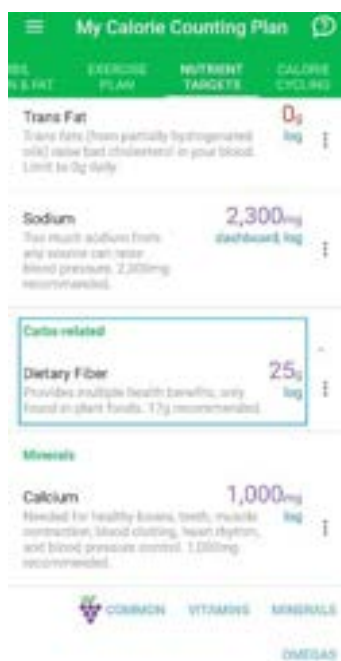 My Calorie Counting Plan
EXERCISE PLAN
NUTRIENT TARGETS
CALORIE CYCLING
N & FAT
Trans Fat
0g
Trans fats (from partially hydrogenated
log
oils) raise bad cholesterol in your blood.
Limit to 0g daily.
Sodium
2,300mg
Too much sodium from
dashboard, log
any source can raise
blood pressure. 2,300mg
recommended.
Carbs-related
Dietary Fiber
25g
Provides multiple health benefits, only
log
found in plant foods. 17g recommended.
Minerals
Calcium
1,000mg
Needed for healthy bones, teeth, muscle
log
contraction, blood clotting, heart rhythm,
and blood pressure control. 1,000mg
recommended.
COMMON VITAMINS MINERALS
OMEGAS